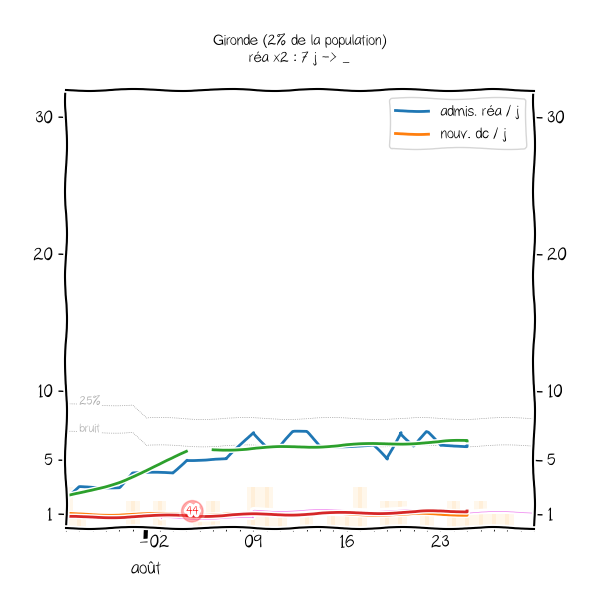 Gironde (2% de la population)
réa x2 : 7 j -> _
admis. réa / j
nouv. dc / j
30
30
20
20
10
10
25%
bruit
5
5
44
1
1
02
09
16
23
août